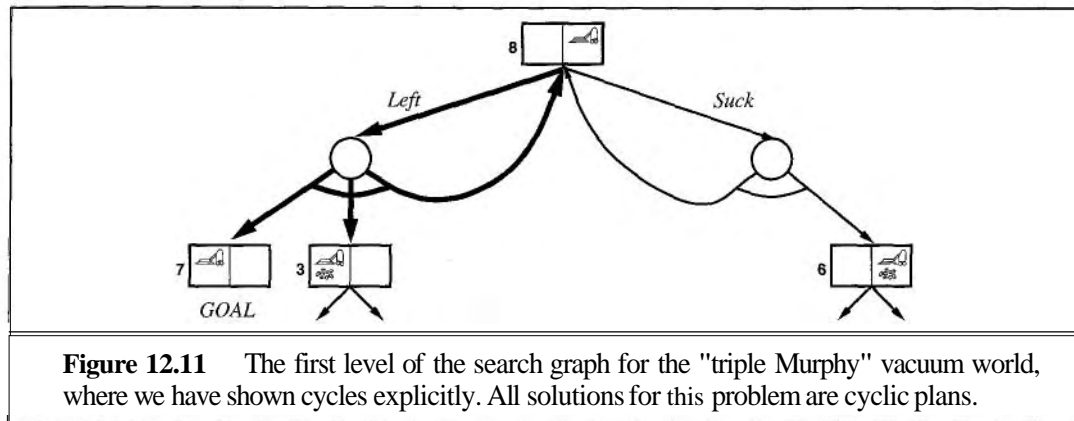 8
Left
Suck
7
3
6
GOAL
Figure 12.11 The first level of the search graph for the "triple Murphy" vacuum world,
where we have shown cycles explicitly. All solutions for this problem are cyclic plans.